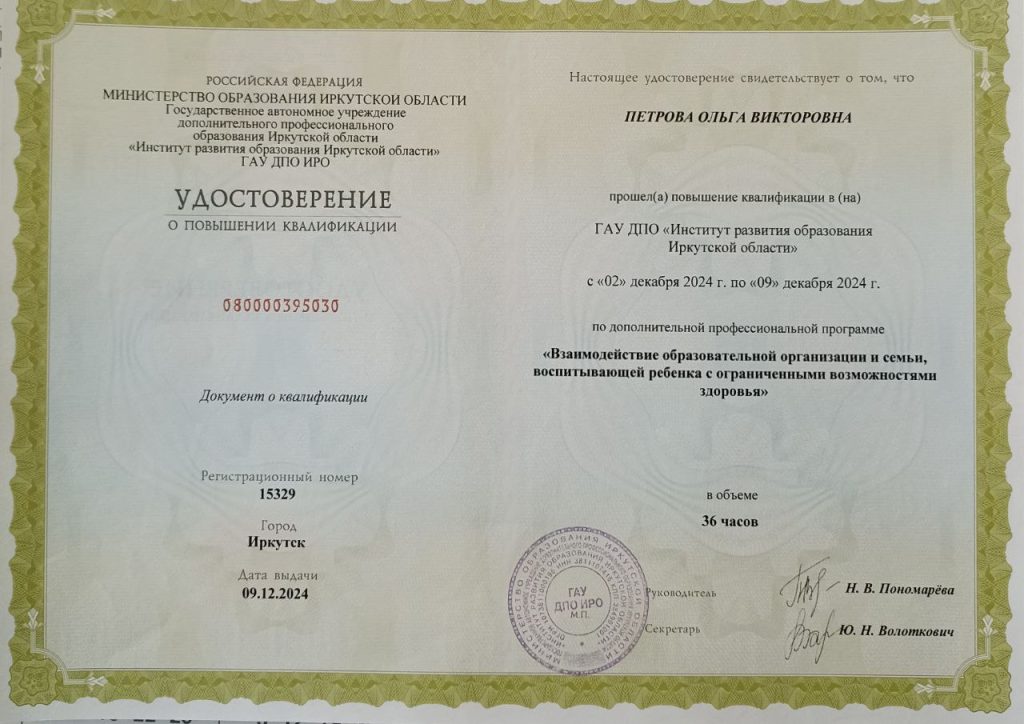 РОССИЙСКАЯ ФЕДЕРАЦИЯ
МИНИСТЕРСТВО ОБРАЗОВАНИЯ ИРКУТСКОЙ ОБЛАСТИ
Государственное автономное учреждение
дополнительного профессионального
образования Иркутской области
«Институт развития образования Иркутской области»
ГАУ ДПО ИРО
УДОСТОВЕРЕНИЕ
О ПОВЫШЕНИИ КВАЛИФИКАЦИИ
080000395030
Документ о квалификации
Регистрационный номер
15329
Город
Иркутск
Дата выдачи
09.12.2024
Настоящее удостоверение свидетельствует о том, что
ПЕТРОВА ОЛЬГА ВИКТОРОВНА
прошел(а) повышение квалификации в (на)
ГАУ ДПО «Институт развития образования
Иркутской области»
с «02» декабря 2024 г. по «09» декабря 2024 г.
по дополнительной профессиональной программе
«Взаимодействие образовательной организации и семьи,
воспитывающей ребенка с ограниченными возможностями
здоровья»
в объеме
36 часов
МИНИСТЕРСТВО ОБРАЗОВАНИЯ ИРКУТСКОЙ ОБЛАСТИ
ГАУ
ДПО ИРО
М.П.
Руководитель
Н. В. Пономарёва
Секретарь
Ю. Н. Волоткович